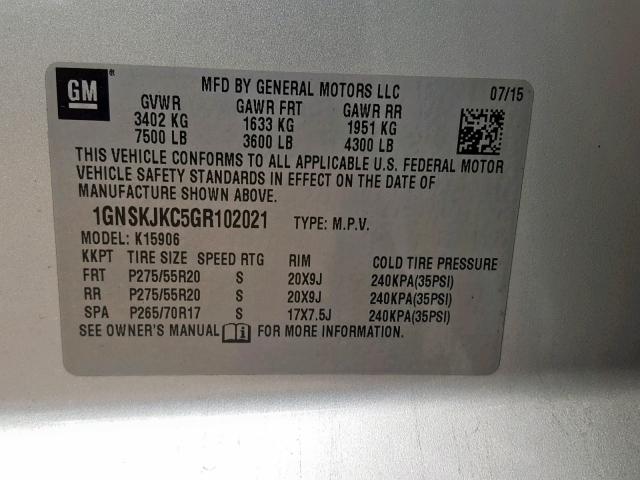 GM ®
MFD BY GENERAL MOTORS LLC 07/15
GVWR GAWR FRT GAWR RR
3402 KG 1633 KG 1951 KG
7500 LB 3600 LB 4300 LB
THIS VEHICLE CONFORMS TO ALL APPLICABLE U.S. FEDERAL MOTOR
VEHICLE SAFETY STANDARDS IN EFFECT ON THE DATE OF
MANUFACTURE SHOWN ABOVE.
1GNSKJKC5GR102021 TYPE: M.P.V.
MODEL: K15906
KKPT TIRE SIZE SPEED RTG RIM COLD TIRE PRESSURE
FRT P275/55R20 S 20X9J 240KPA(35PSI)
RR P275/55R20 S 20X9J 240KPA(35PSI)
SPA P265/70R17 S 17X7.5J 240KPA(35PSI)
SEE OWNER'S MANUAL FOR MORE INFORMATION.